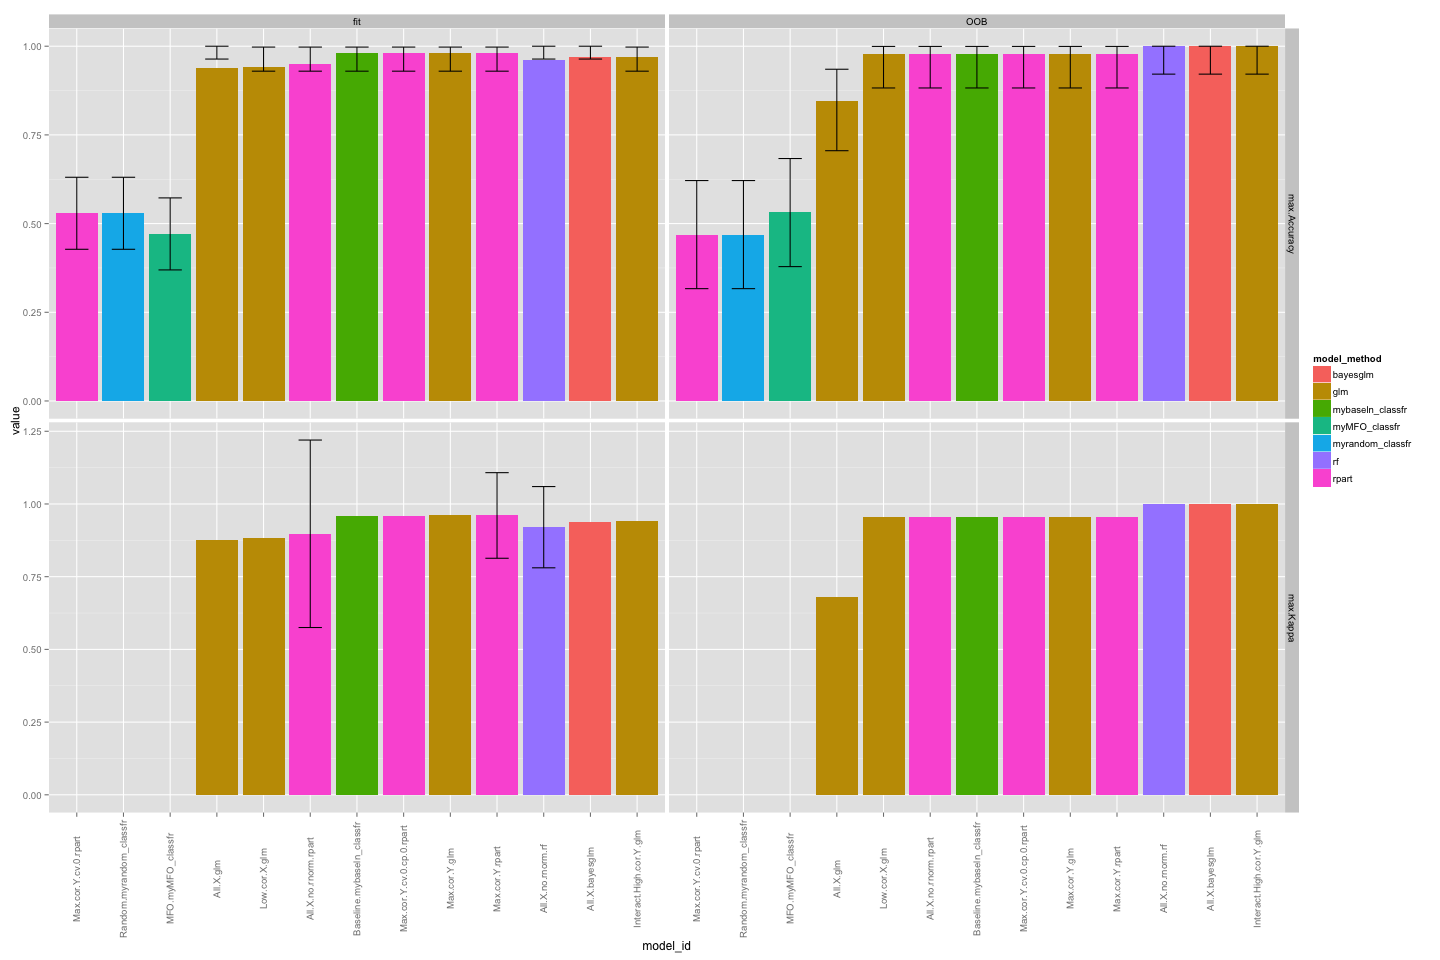 fit
OOB
1.00
0.75
0.50
0.25
0.00
max.Accuracy
value
1.25
1.00
0.75
0.50
0.25
0.00
max.Kappa
Max.cor.Y.cv.0.rpart
Random.myrandom_classfr
MFO.myMFO_classfr
All.X.glm
Low.cor.X.glm
All.X.no.rnorm.rpart
Baseline.mybaseln_classfr
Max.cor.Y.cv.0.cp.0.rpart
Max.cor.Y.glm
Max.cor.Y.rpart
All.X.no.rnorm.rf
All.X.bayesglm
Interact.High.cor.Y.glm
Max.cor.Y.cv.0.rpart
Random.myrandom_classfr
MFO.myMFO_classfr
All.X.glm
Low.cor.X.glm
All.X.no.rnorm.rpart
Baseline.mybaseln_classfr
Max.cor.Y.cv.0.cp.0.rpart
Max.cor.Y.glm
Max.cor.Y.rpart
All.X.no.rnorm.rf
All.X.bayesglm
Interact.High.cor.Y.glm
model_id
model_method
bayesglm
glm
mybaseln_classfr
myMFO_classfr
myrandom_classfr
rf
rpart